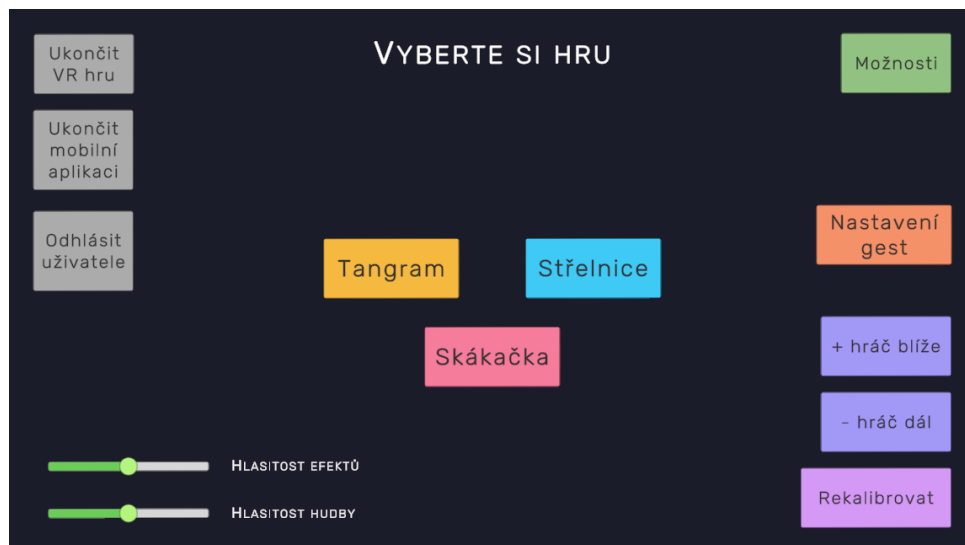 Vyberte si hru
Ukončit
VR hru
Možnosti
Ukončit
mobilní
aplikaci
Odhlásit
uživatele
Nastavení
gest
Tangram
Střelnice
Skákačka
+ hráč blíže
- hráč dál
Rekalibrovat
Hlasitost efektů
Hlasitost hudby